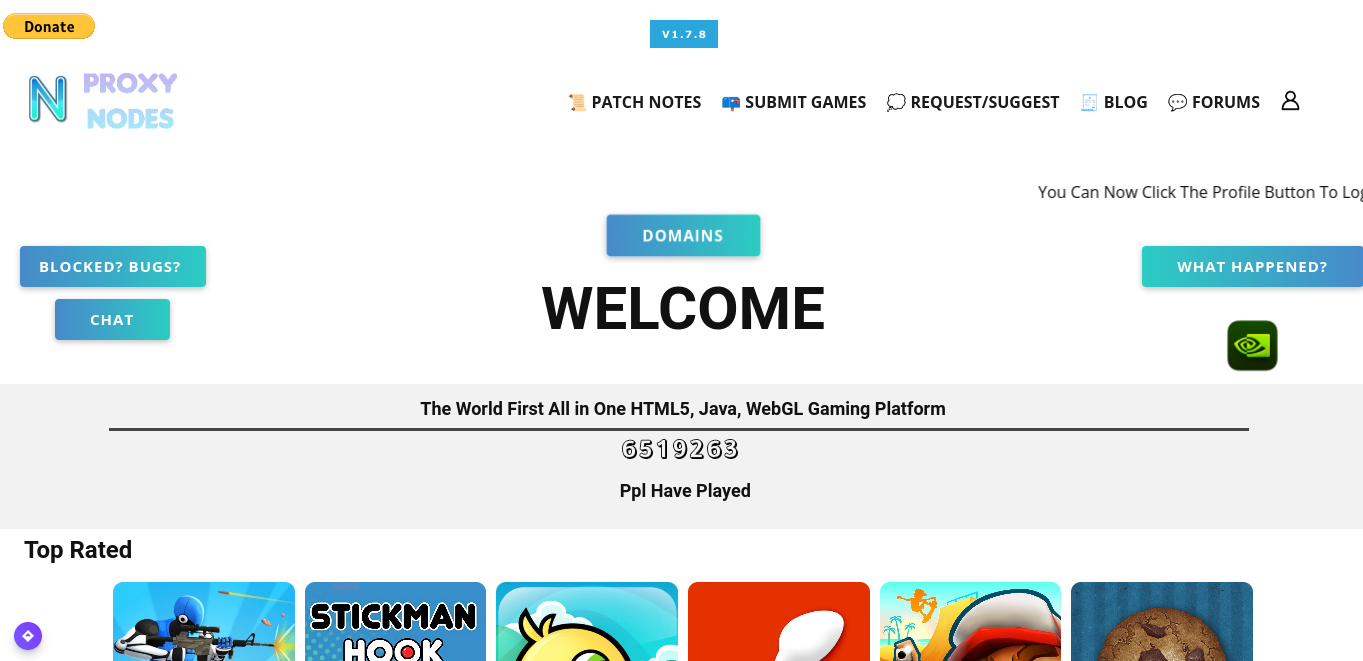 Donate
V1.7.8
PROXY
NODES
PATCH NOTES
SUBMIT GAMES
REQUEST/SUGGEST
BLOG
FORUMS
You Can Now Click The Profile Button To Log
DOMAINS
BLOCKED? BUGS?
WHAT HAPPENED?
WELCOME
CHAT
The World First All in One HTML5, Java, WebGL Gaming Platform
6519263
Ppl Have Played
Top Rated
STICKMAN
HOOK